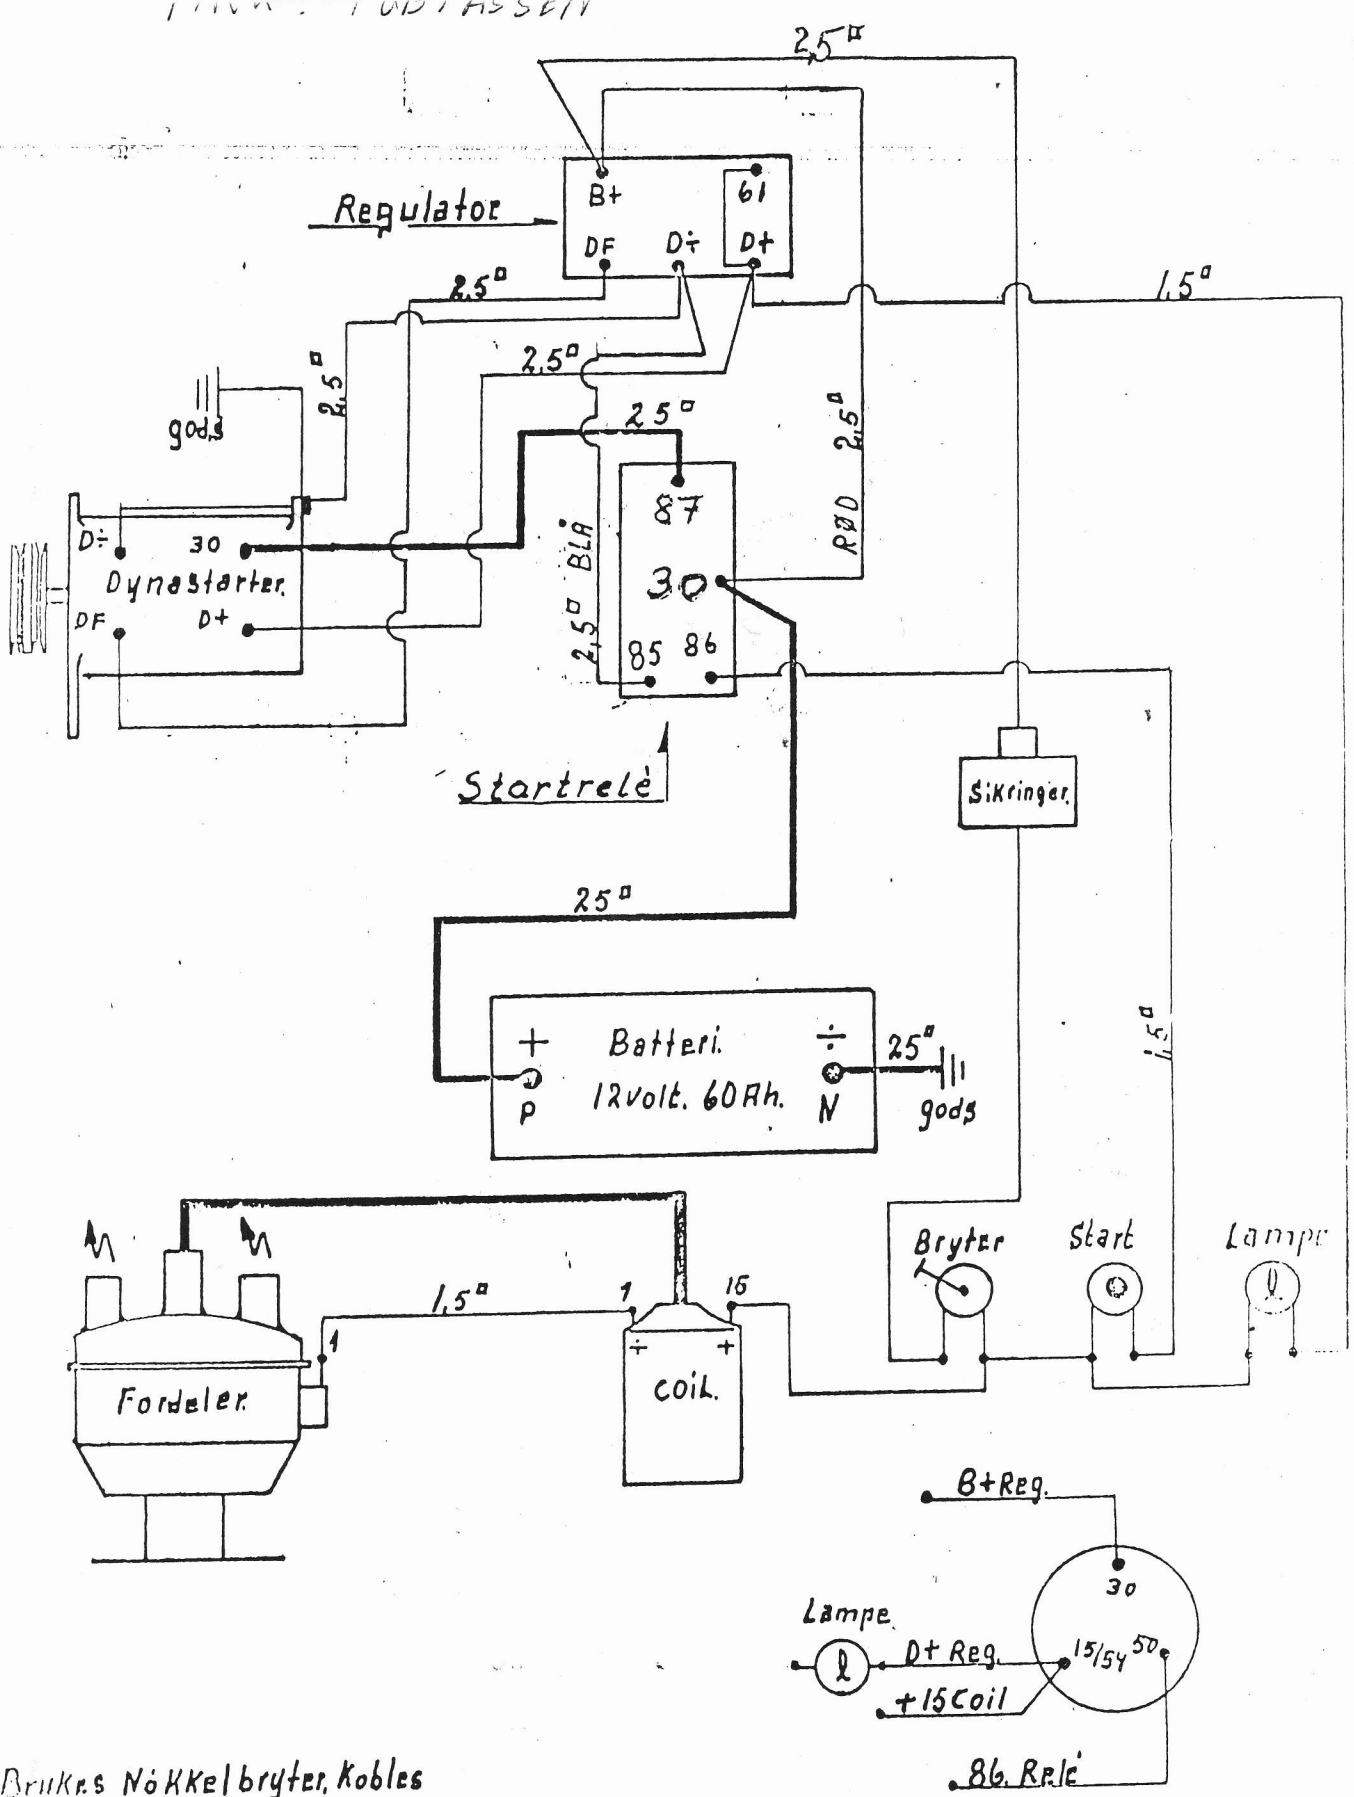 2,5□
Regulator
B+
61
DF
D÷
D+
2,5□
1,5□
2,5□
2,5□
gods
25□
RØD 2,5□
87
D÷
30
Dynastarter.
DF
D+
2,5□ BLÅ
30
85
86
Startrelè
Sikringer.
25□
1,5□
+
Batteri.
÷
25□
P
12volt. 60Ah.
N
gods
Bryter
Start
Lampe
1,5□
1
15
1
÷
+
Fordeler.
COIL.
B+Reg.
30
Lampe.
D+ Reg.
15/54
50
+15Coil
86. Relé
Brukes Nökkelbryter, Kobles